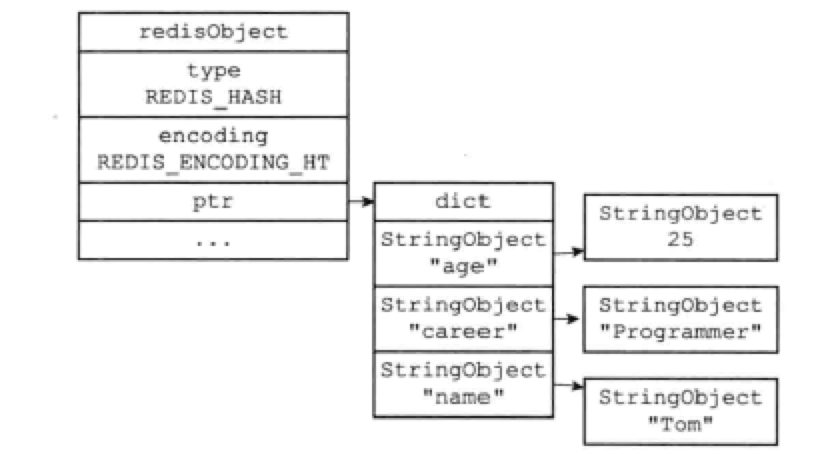 redisObject
type
REDIS_HASH
encoding
REDIS_ENCODING_HT
ptr
...
dict
StringObject
"age"
StringObject
"career"
StringObject
"name"
StringObject
25
StringObject
"Programmer"
StringObject
"Tom"